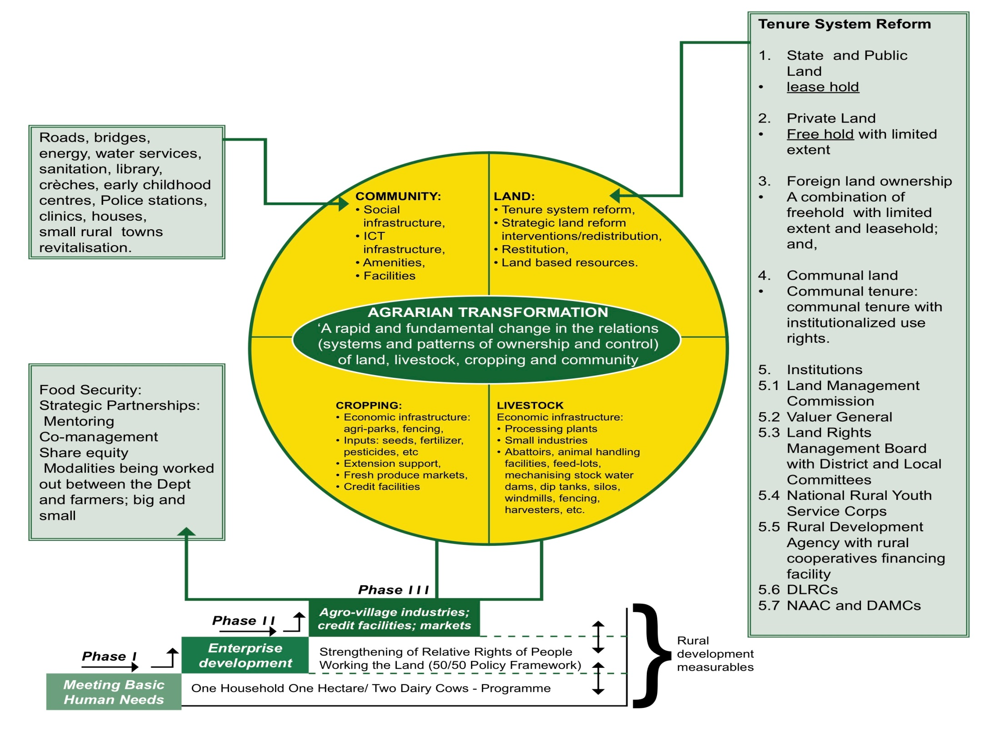 Roads, bridges,
energy, water services,
sanitation, library,
crèches, early childhood
centres, Police stations,
clinics, houses,
small rural towns
revitalisation.
Food Security:
Strategic Partnerships:
Mentoring
Co-management
Share equity
Modalities being worked
out between the Dept
and farmers; big and
small
COMMUNITY:
• Social
infrastructure,
• ICT
infrastructure,
• Amenities,
• Facilities
LAND:
• Tenure system reform,
• Strategic land reform
interventions/redistribution,
• Restitution,
• Land based resources.
AGRARIAN TRANSFORMATION
‘A rapid and fundamental change in the relations
(systems and patterns of ownership and control)
of land, livestock, cropping and community
CROPPING:
• Economic infrastructure:
agri-parks, fencing,
• Inputs: seeds, fertilizer,
pesticides, etc
• Extension support,
• Fresh produce markets,
• Credit facilities
LIVESTOCK
Economic infrastructure:
• Processing plants
• Small industries
• Abattoirs, animal handling
facilities, feed-lots,
mechanising stock water
dams, dip tanks, silos,
windmills, fencing,
harvesters, etc.
Tenure System Reform
1. State and Public
Land
• lease hold
2. Private Land
• Free hold with limited
extent
3. Foreign land ownership
• A combination of
freehold with limited
extent and leasehold;
and,
4. Communal land
• Communal tenure:
communal tenure with
institutionalized use
rights.
5. Institutions
5.1 Land Management
Commission
5.2 Valuer General
5.3 Land Rights
Management Board
with District and Local
Committees
5.4 National Rural Youth
Service Corps
5.5 Rural Development
Agency with rural
cooperatives financing
facility
5.6 DLRCs
5.7 NAAC and DAMCs
Phase III
Agro-village industries;
credit facilities; markets
Phase II
Enterprise
development
Strengthening of Relative Rights of People
Working the Land (50/50 Policy Framework)
Phase I
Meeting Basic
Human Needs
One Household One Hectare/ Two Dairy Cows - Programme
Rural
development
measurables